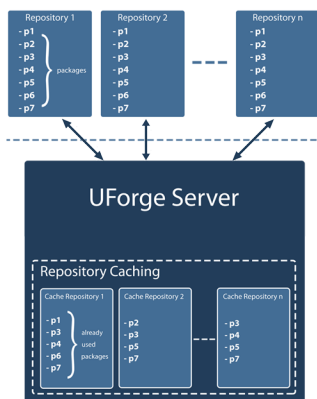 Repository 1
- p1
- p2
- p3
- p4
- p5
- p6
- p7
packages
Repository 2
- p1
- p2
- p3
- p4
- p5
- p6
- p7
Repository n
- p1
- p2
- p3
- p4
- p5
- p6
- p7
UForge Server
Repository Caching
Cache Repository 1
- p1
- p3
- p4
- p6
- p7
already
used
packages
Cache Repository 2
- p2
- p3
- p5
- p7
Cache Repository n
- p3
- p4
- p5
- p7